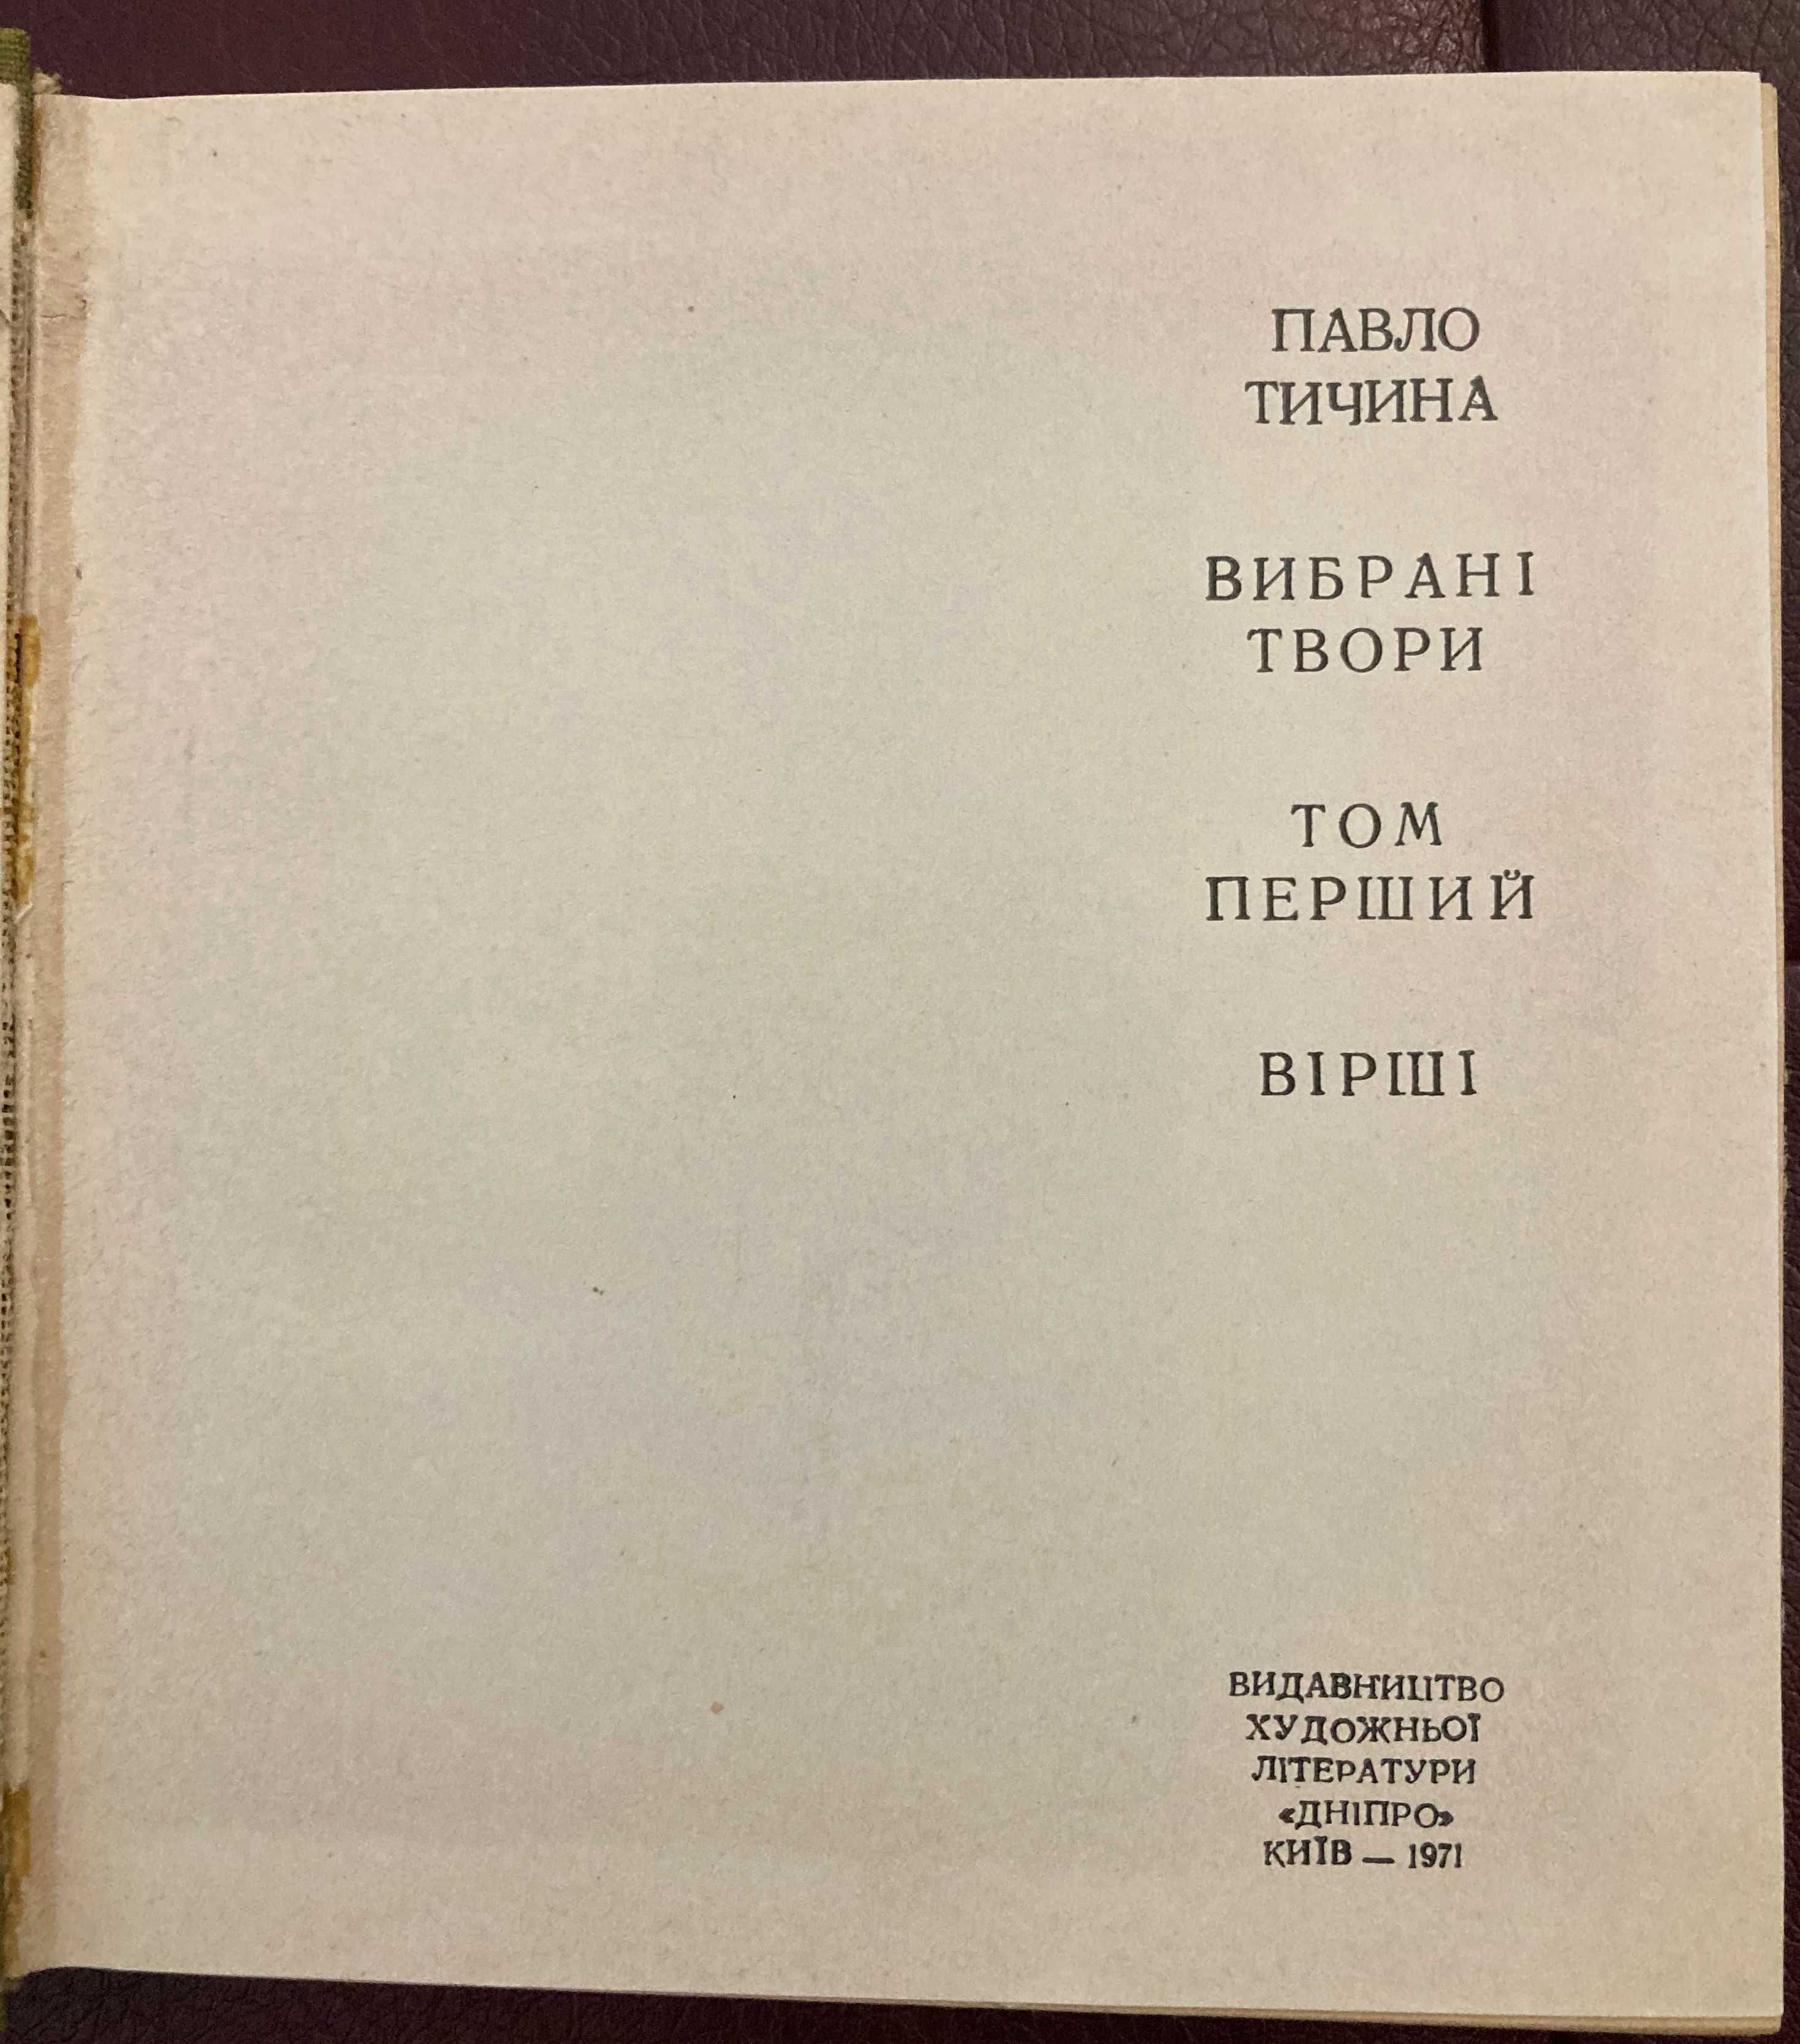 ПАВЛО
ТИЧИНА
ВИБРАНІ
ТВОРИ
ТОМ
ПЕРШИЙ
ВІРШІ
ВИДАВНИЦТВО
ХУДОЖНЬОЇ
ЛІТЕРАТУРИ
«ДНІПРО»
КИЇВ — 1971